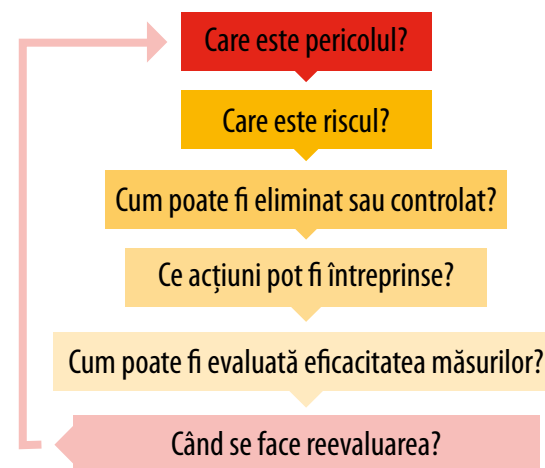 Care este pericolul?
Care este riscul?
Cum poate fi eliminat sau controlat?
Ce acțiuni pot fi întreprinse?
Cum poate fi evaluată eficacitatea măsurilor?
Când se face reevaluarea?